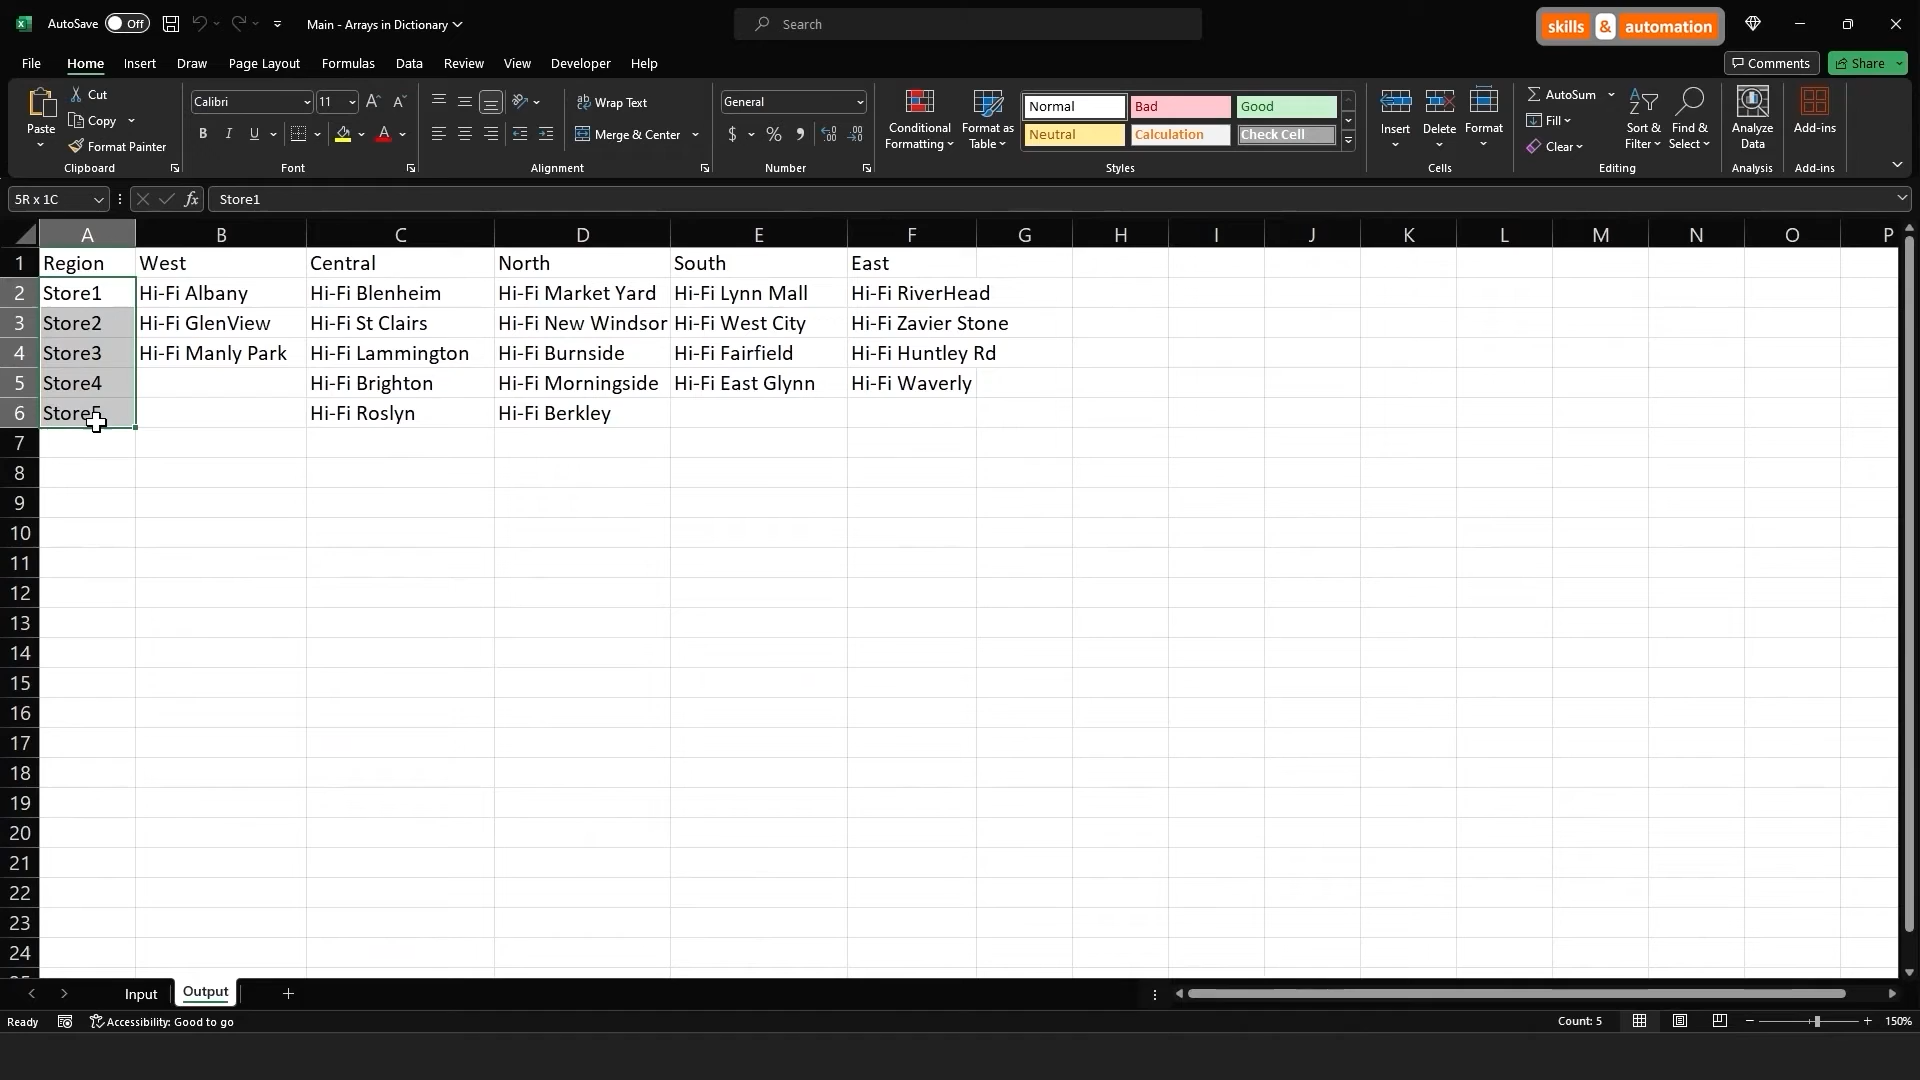 AutoSave Off Main - Arrays in Dictionary Search skills & automation
File Home Insert Draw Page Layout Formulas Data Review View Developer Help Comments Share
Paste Cut Copy Format Painter Clipboard
Calibri 11 B I U Font
Wrap Text Merge & Center Alignment
General $ % Number
Conditional Formatting Format as Table
Normal Bad Good
Neutral Calculation Check Cell
Styles
Insert Delete Format Cells
AutoSum Fill Clear Sort & Filter Find & Select Editing
Analyze Data Analysis
Add-ins Add-ins
5R x 1C fx Store1
A B C D E F G H I J K L M N O P
1 Region West Central North South East
2 Store1 Hi-Fi Albany Hi-Fi Blenheim Hi-Fi Market Yard Hi-Fi Lynn Mall Hi-Fi RiverHead
3 Store2 Hi-Fi GlenView Hi-Fi St Clairs Hi-Fi New Windsor Hi-Fi West City Hi-Fi Zavier Stone
4 Store3 Hi-Fi Manly Park Hi-Fi Lammington Hi-Fi Burnside Hi-Fi Fairfield Hi-Fi Huntley Rd
5 Store4 Hi-Fi Brighton Hi-Fi Morningside Hi-Fi East Glynn Hi-Fi Waverly
6 Store5 Hi-Fi Roslyn Hi-Fi Berkley
7
8
9
10
11
12
13
14
15
16
17
18
19
20
21
22
23
24
Input Output
Ready Accessibility: Good to go Count: 5 150%